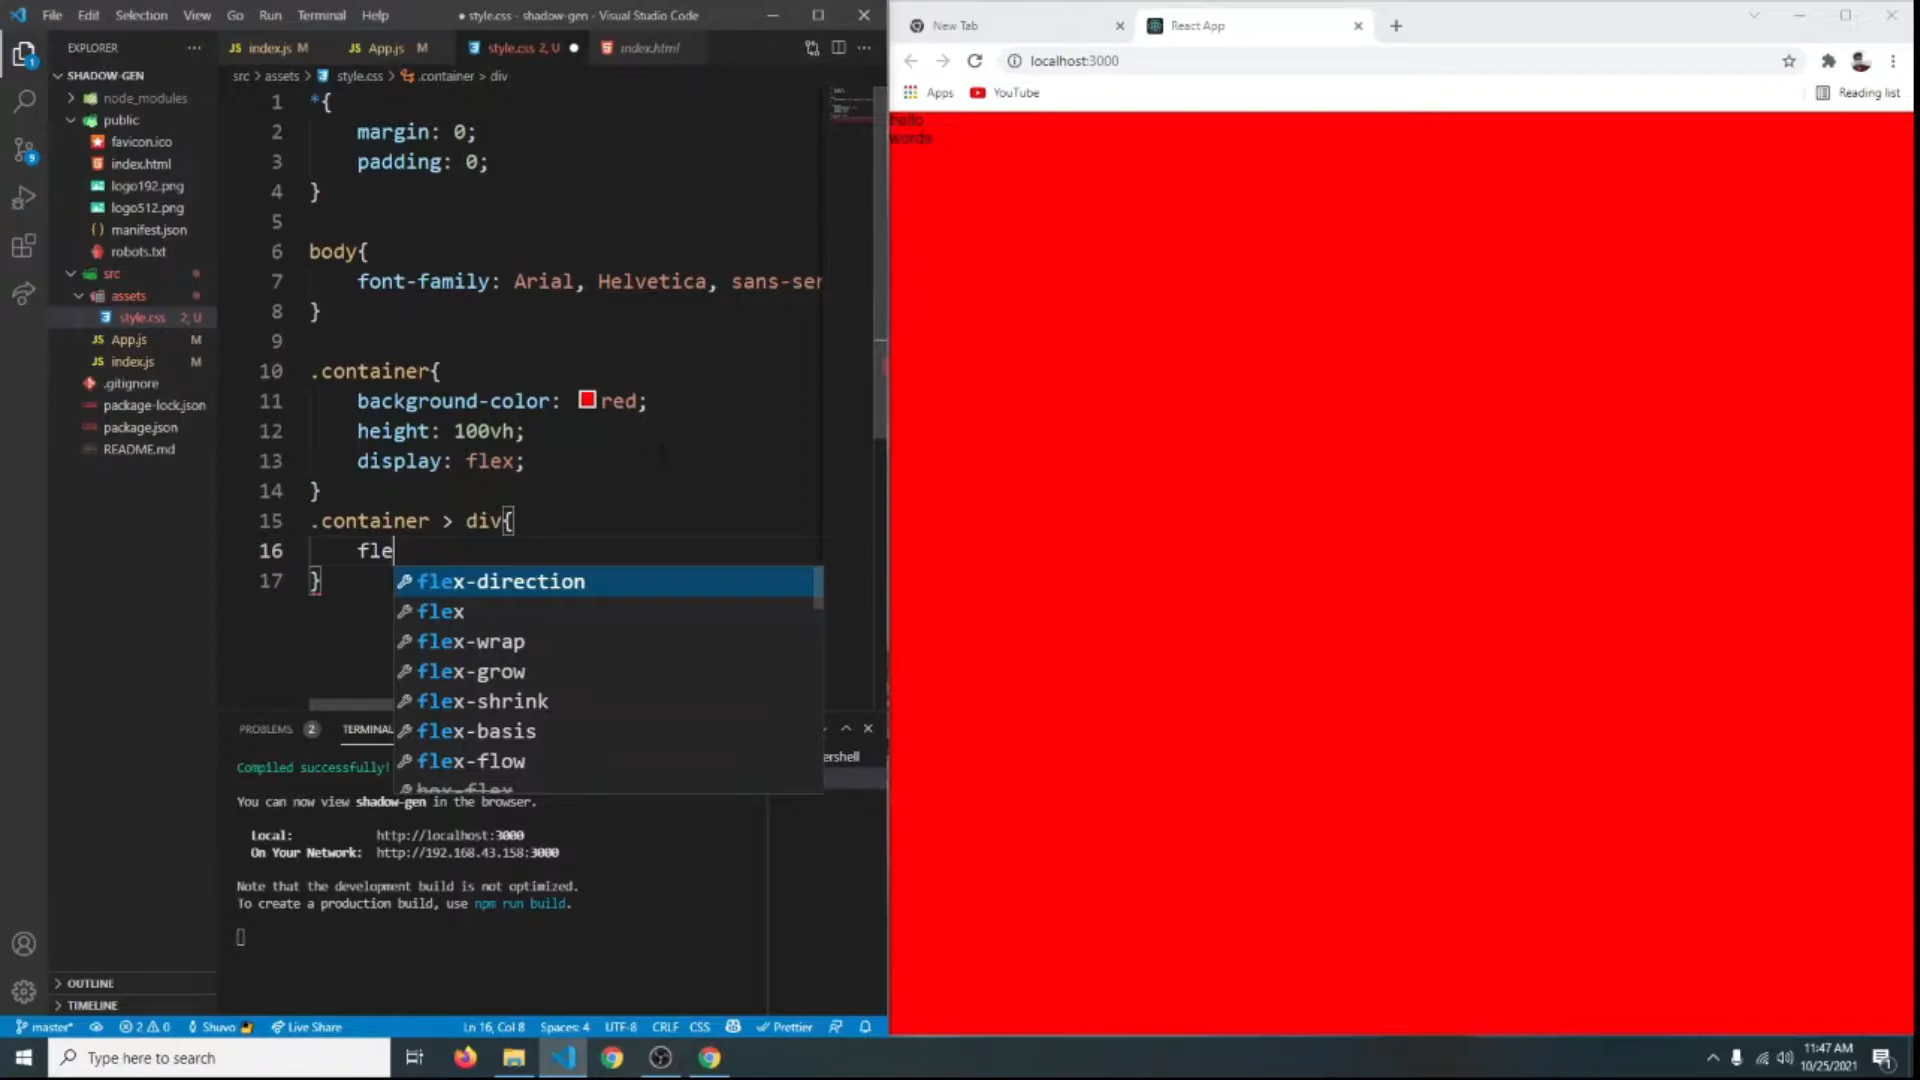 File Edit Selection View Go Run Terminal Help
● style.css - shadow-gen - Visual Studio Code
EXPLORER
SHADOW-GEN
node_modules
public
favicon.ico
index.html
logo192.png
logo512.png
manifest.json
robots.txt
src
assets
style.css 2, U
App.js M
index.js M
.gitignore
package-lock.json
package.json
README.md
OUTLINE
TIMELINE
index.js M App.js M style.css 2, U index.html
src > assets > style.css > .container > div
1 *{
2 margin: 0;
3 padding: 0;
4 }
5
6 body{
7 font-family: Arial, Helvetica, sans-ser
8 }
9
10 .container{
11 background-color: red;
12 height: 100vh;
13 display: flex;
14 }
15 .container > div{
16 fle
17 }
flex-direction
flex
flex-wrap
flex-grow
flex-shrink
flex-basis
flex-flow
box-flex
PROBLEMS 2 TERMINAL
ershell
Compiled successfully!
You can now view shadow-gen in the browser.
Local: http://localhost:3000
On Your Network: http://192.168.43.158:3000
Note that the development build is not optimized.
To create a production build, use npm run build.
master* 2 0 Shuvo Live Share Ln 16, Col 8 Spaces: 4 UTF-8 CRLF CSS Prettier
New Tab React App
localhost:3000
Apps YouTube Reading list
hello
words
Type here to search
11:47 AM
10/25/2021